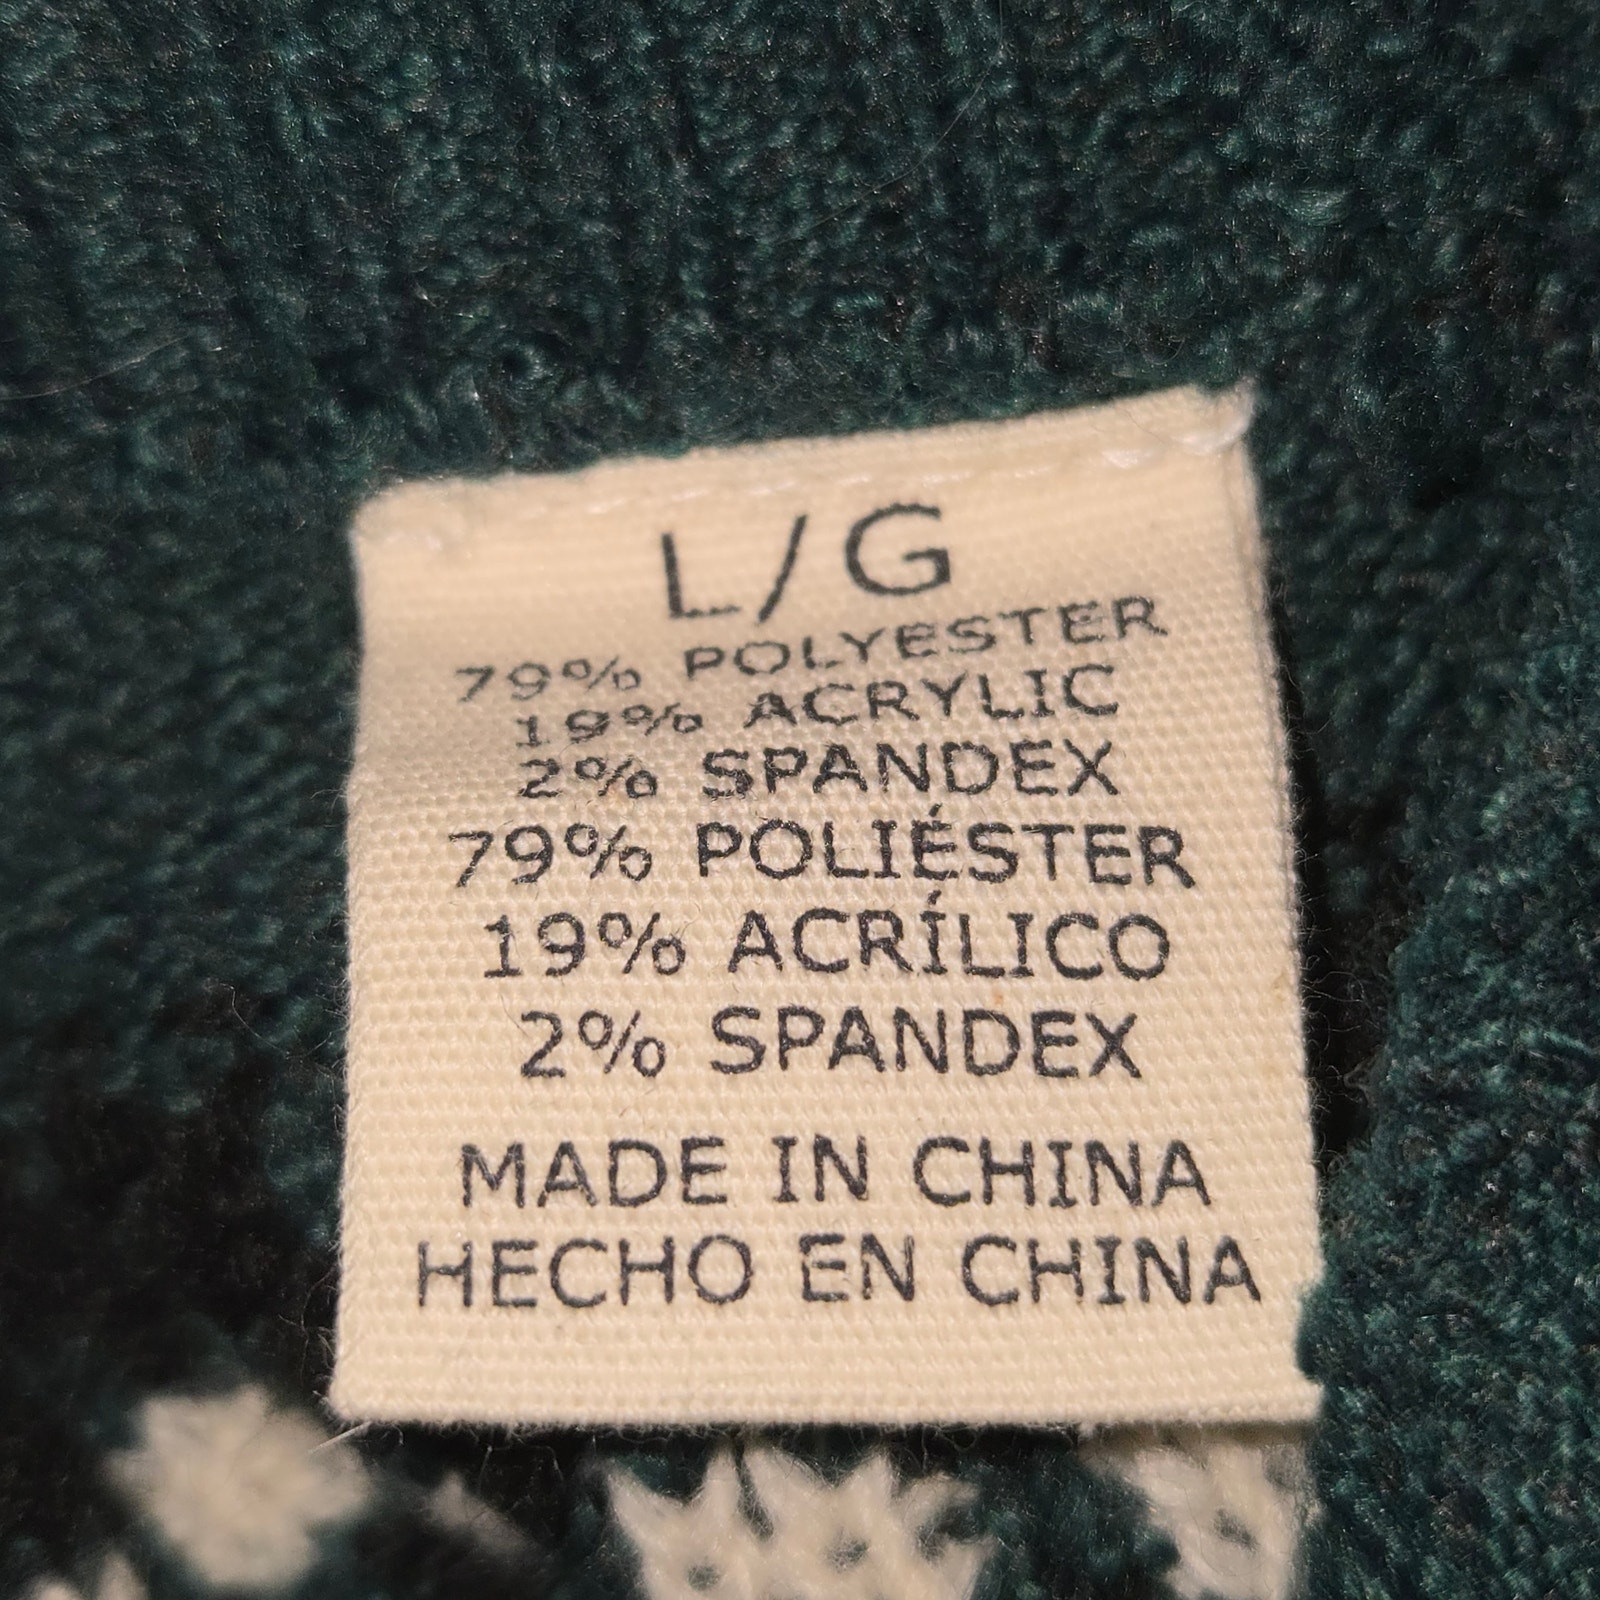 L/G
79% POLYESTER
19% ACRYLIC
2% SPANDEX
79% POLIÉSTER
19% ACRÍLICO
2% SPANDEX
MADE IN CHINA
HECHO EN CHINA